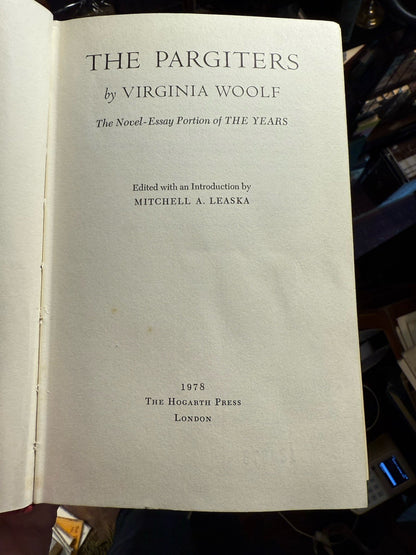 THE PARGITERS
by VIRGINIA WOOLF
The Novel-Essay Portion of THE YEARS
Edited with an Introduction by
MITCHELL A. LEASKA
1978
THE HOGARTH PRESS
LONDON